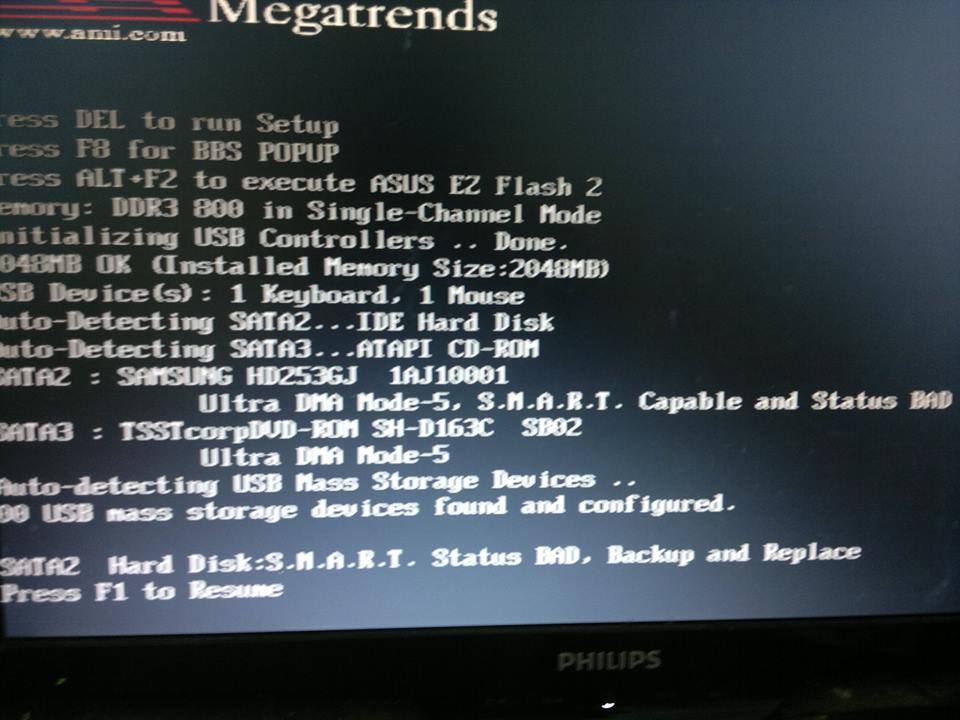 Megatrends
www.ami.com
ress DEL to run Setup
ress F8 for BBS POPUP
ress ALT+F2 to execute ASUS EZ Flash 2
emory: DDR3 800 in Single-Channel Mode
nitializing USB Controllers .. Done.
048MB OK (Installed Memory Size:2048MB)
SB Device(s): 1 Keyboard, 1 Mouse
uto-Detecting SATA2...IDE Hard Disk
uto-Detecting SATA3...ATAPI CD-ROM
SATA2 : SAMSUNG HD253GJ 1AJ10001
Ultra DMA Mode-5, S.M.A.R.T. Capable and Status BAD
SATA3 : TSSTcorpDVD-ROM SH-D163C SB02
Ultra DMA Mode-5
Auto-detecting USB Mass Storage Devices ..
00 USB mass storage devices found and configured.
SATA2 Hard Disk:S.M.A.R.T. Status BAD, Backup and Replace
Press F1 to Resume
PHILIPS